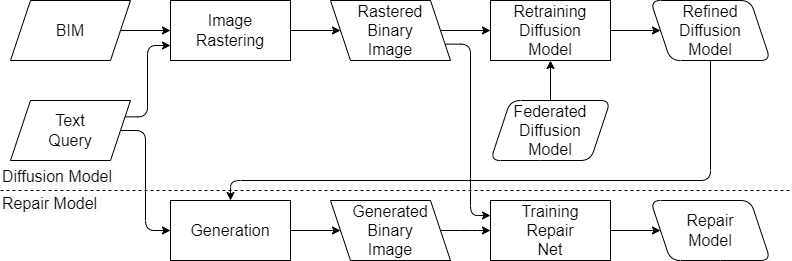 BIM
Image
Rastering
Rastered
Binary
Image
Retraining
Diffusion
Model
Refined
Diffusion
Model
Text
Query
Federated
Diffusion
Model
Diffusion Model
Repair Model
Generation
Generated
Binary
Image
Training
Repair
Net
Repair
Model